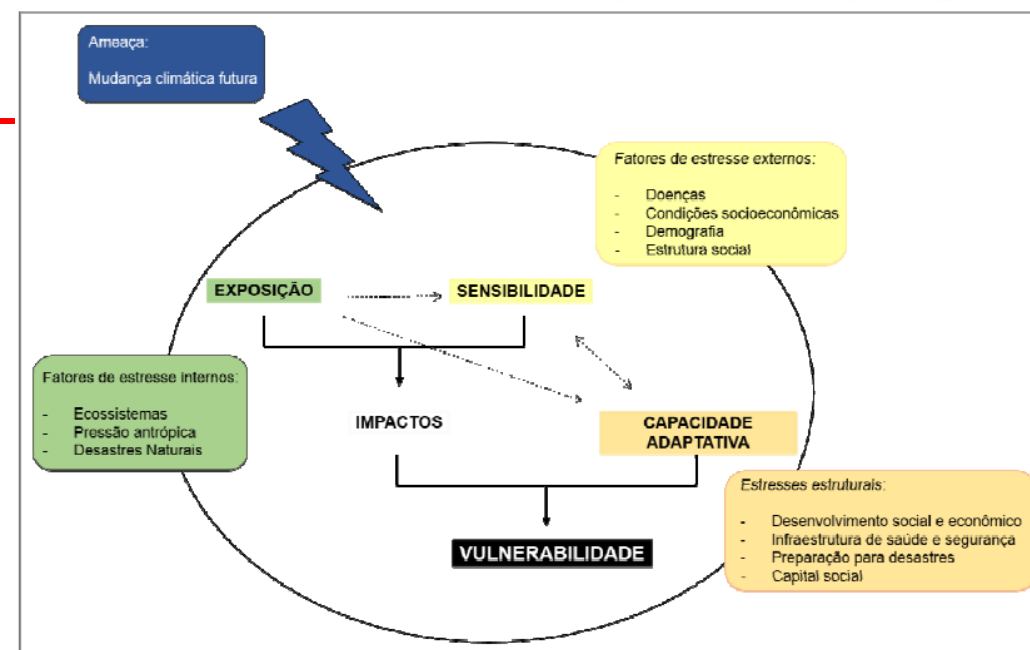 Ameaça:
Mudança climática futura
Fatores de estresse externos:
- Doenças
- Condições socioeconômicas
- Demografia
- Estrutura social
EXPOSIÇÃO
SENSIBILIDADE
Fatores de estresse internos:
- Ecossistemas
- Pressão antrópica
- Desastres Naturais
IMPACTOS
CAPACIDADE
ADAPTATIVA
Estresses estruturais:
- Desenvolvimento social e econômico
- Infraestrutura de saúde e segurança
- Preparação para desastres
- Capital social
VULNERABILIDADE